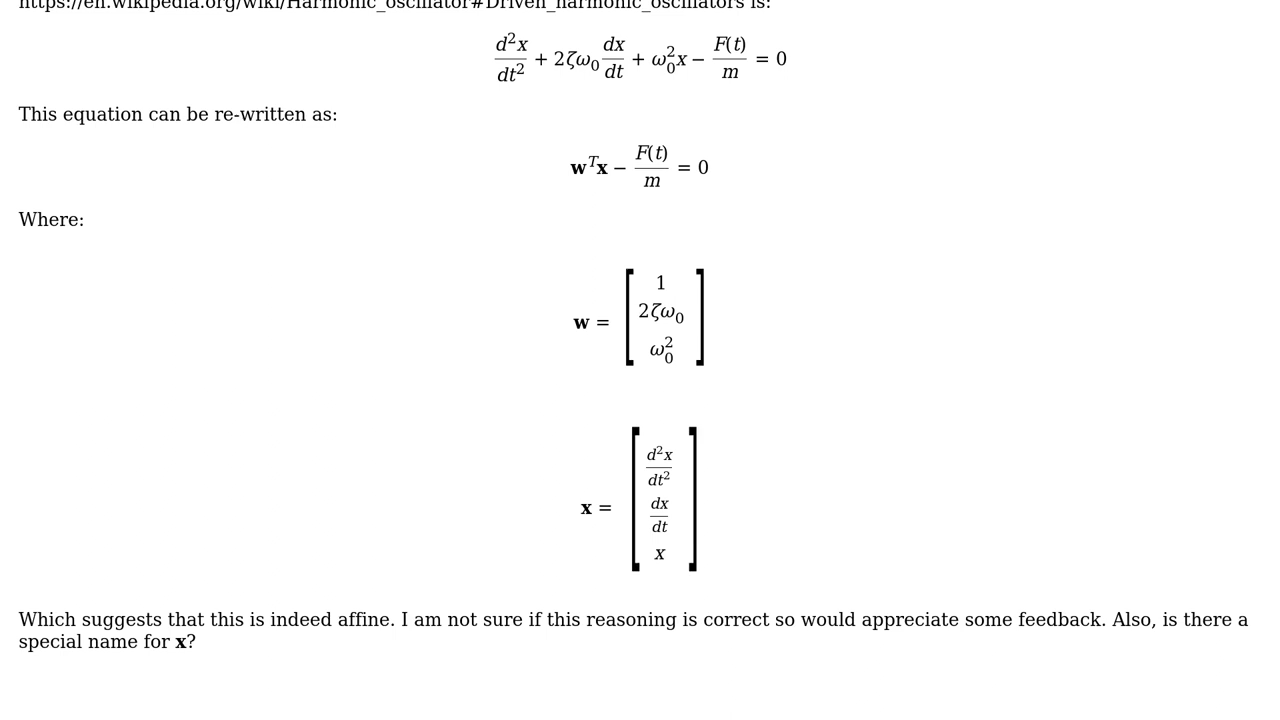 https://en.wikipedia.org/wiki/Harmonic_oscillator#Driven_harmonic_oscillators is:
d²x/dt² + 2ζω₀ dx/dt + ω₀²x − F(t)/m = 0
This equation can be re-written as:
wᵀx − F(t)/m = 0
Where:
w = [1
2ζω₀
ω₀²]
x = [d²x/dt²
dx/dt
x]
Which suggests that this is indeed affine. I am not sure if this reasoning is correct so would appreciate some feedback. Also, is there a
special name for x?